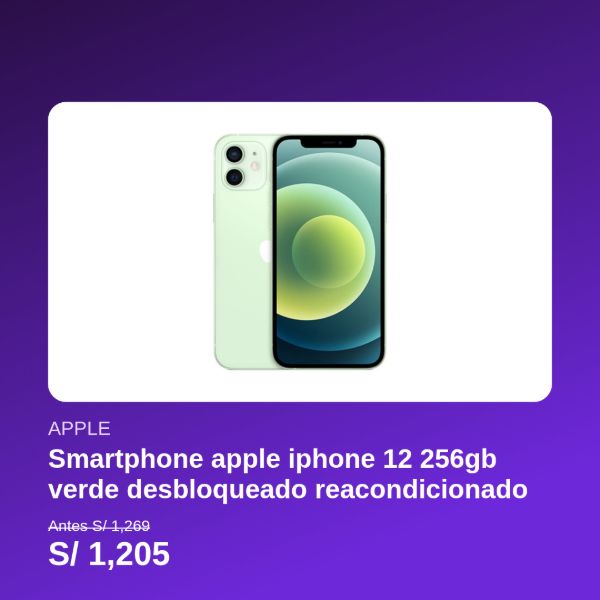 APPLE
Smartphone apple iphone 12 256gb
verde desbloqueado reacondicionado
Antes S/ 1,269
S/ 1,205